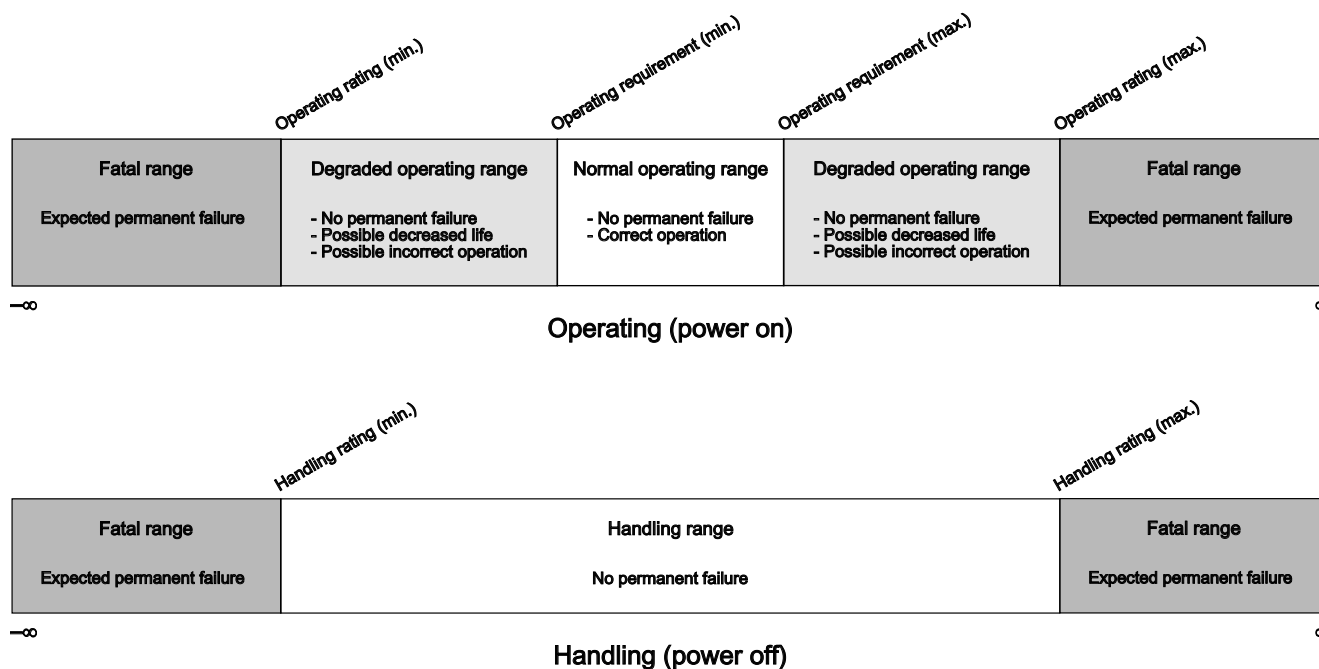 Operating rating (min.)
Operating requirement (min.)
Operating requirement (max.)
Operating rating (max.)
Fatal range
Expected permanent failure
Degraded operating range
- No permanent failure
- Possible decreased life
- Possible incorrect operation
Normal operating range
- No permanent failure
- Correct operation
Degraded operating range
- No permanent failure
- Possible decreased life
- Possible incorrect operation
Fatal range
Expected permanent failure
–∞
Operating (power on)
Handling rating (min.)
Handling rating (max.)
Fatal range
Expected permanent failure
Handling range
No permanent failure
Fatal range
Expected permanent failure
–∞
Handling (power off)